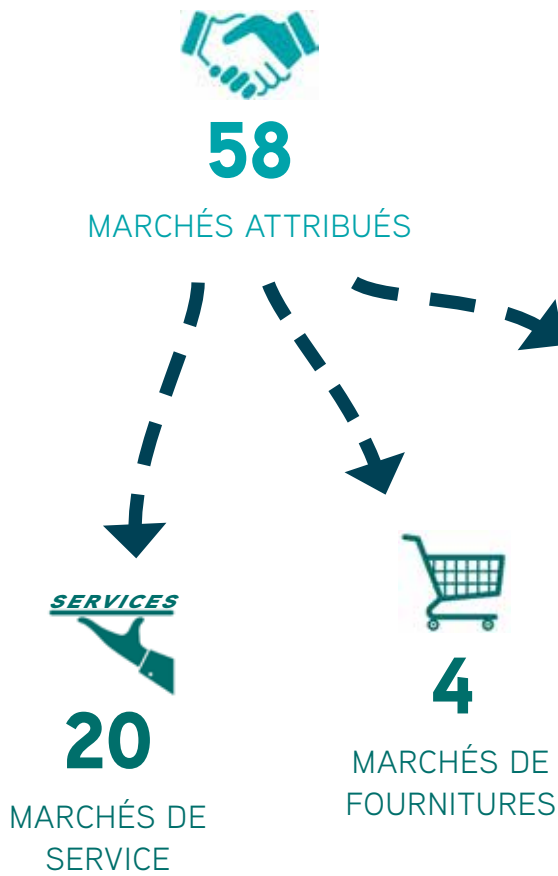 58
MARCHÉS ATTRIBUÉS
SERVICES
20
MARCHÉS DE
SERVICE
4
MARCHÉS DE
FOURNITURES